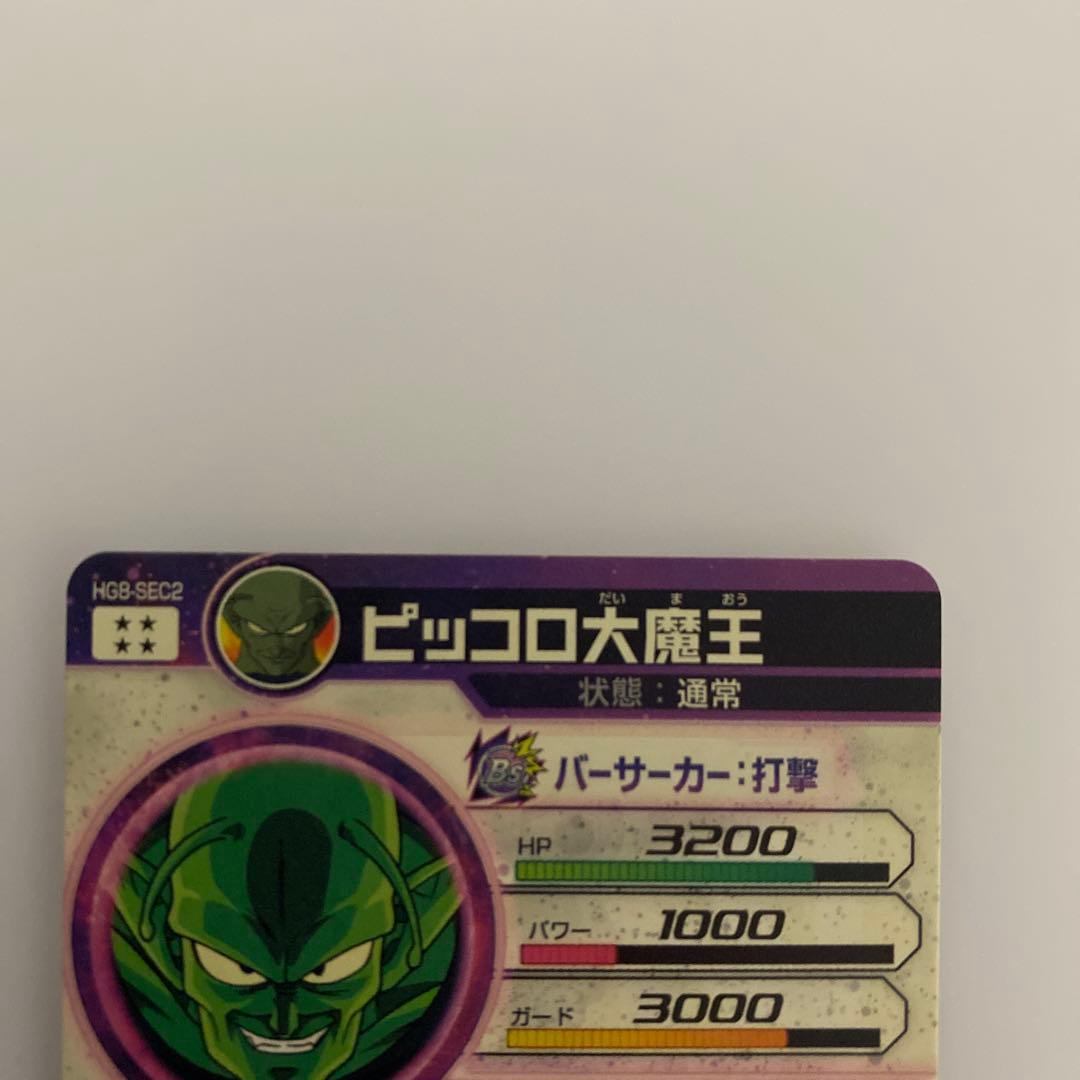 HG8-SEC2
★★
★★
だい ま おう
ピッコロ大魔王
状態：通常
Bs バーサーカー：打撃
HP 3200
パワー 1000
ガード 3000